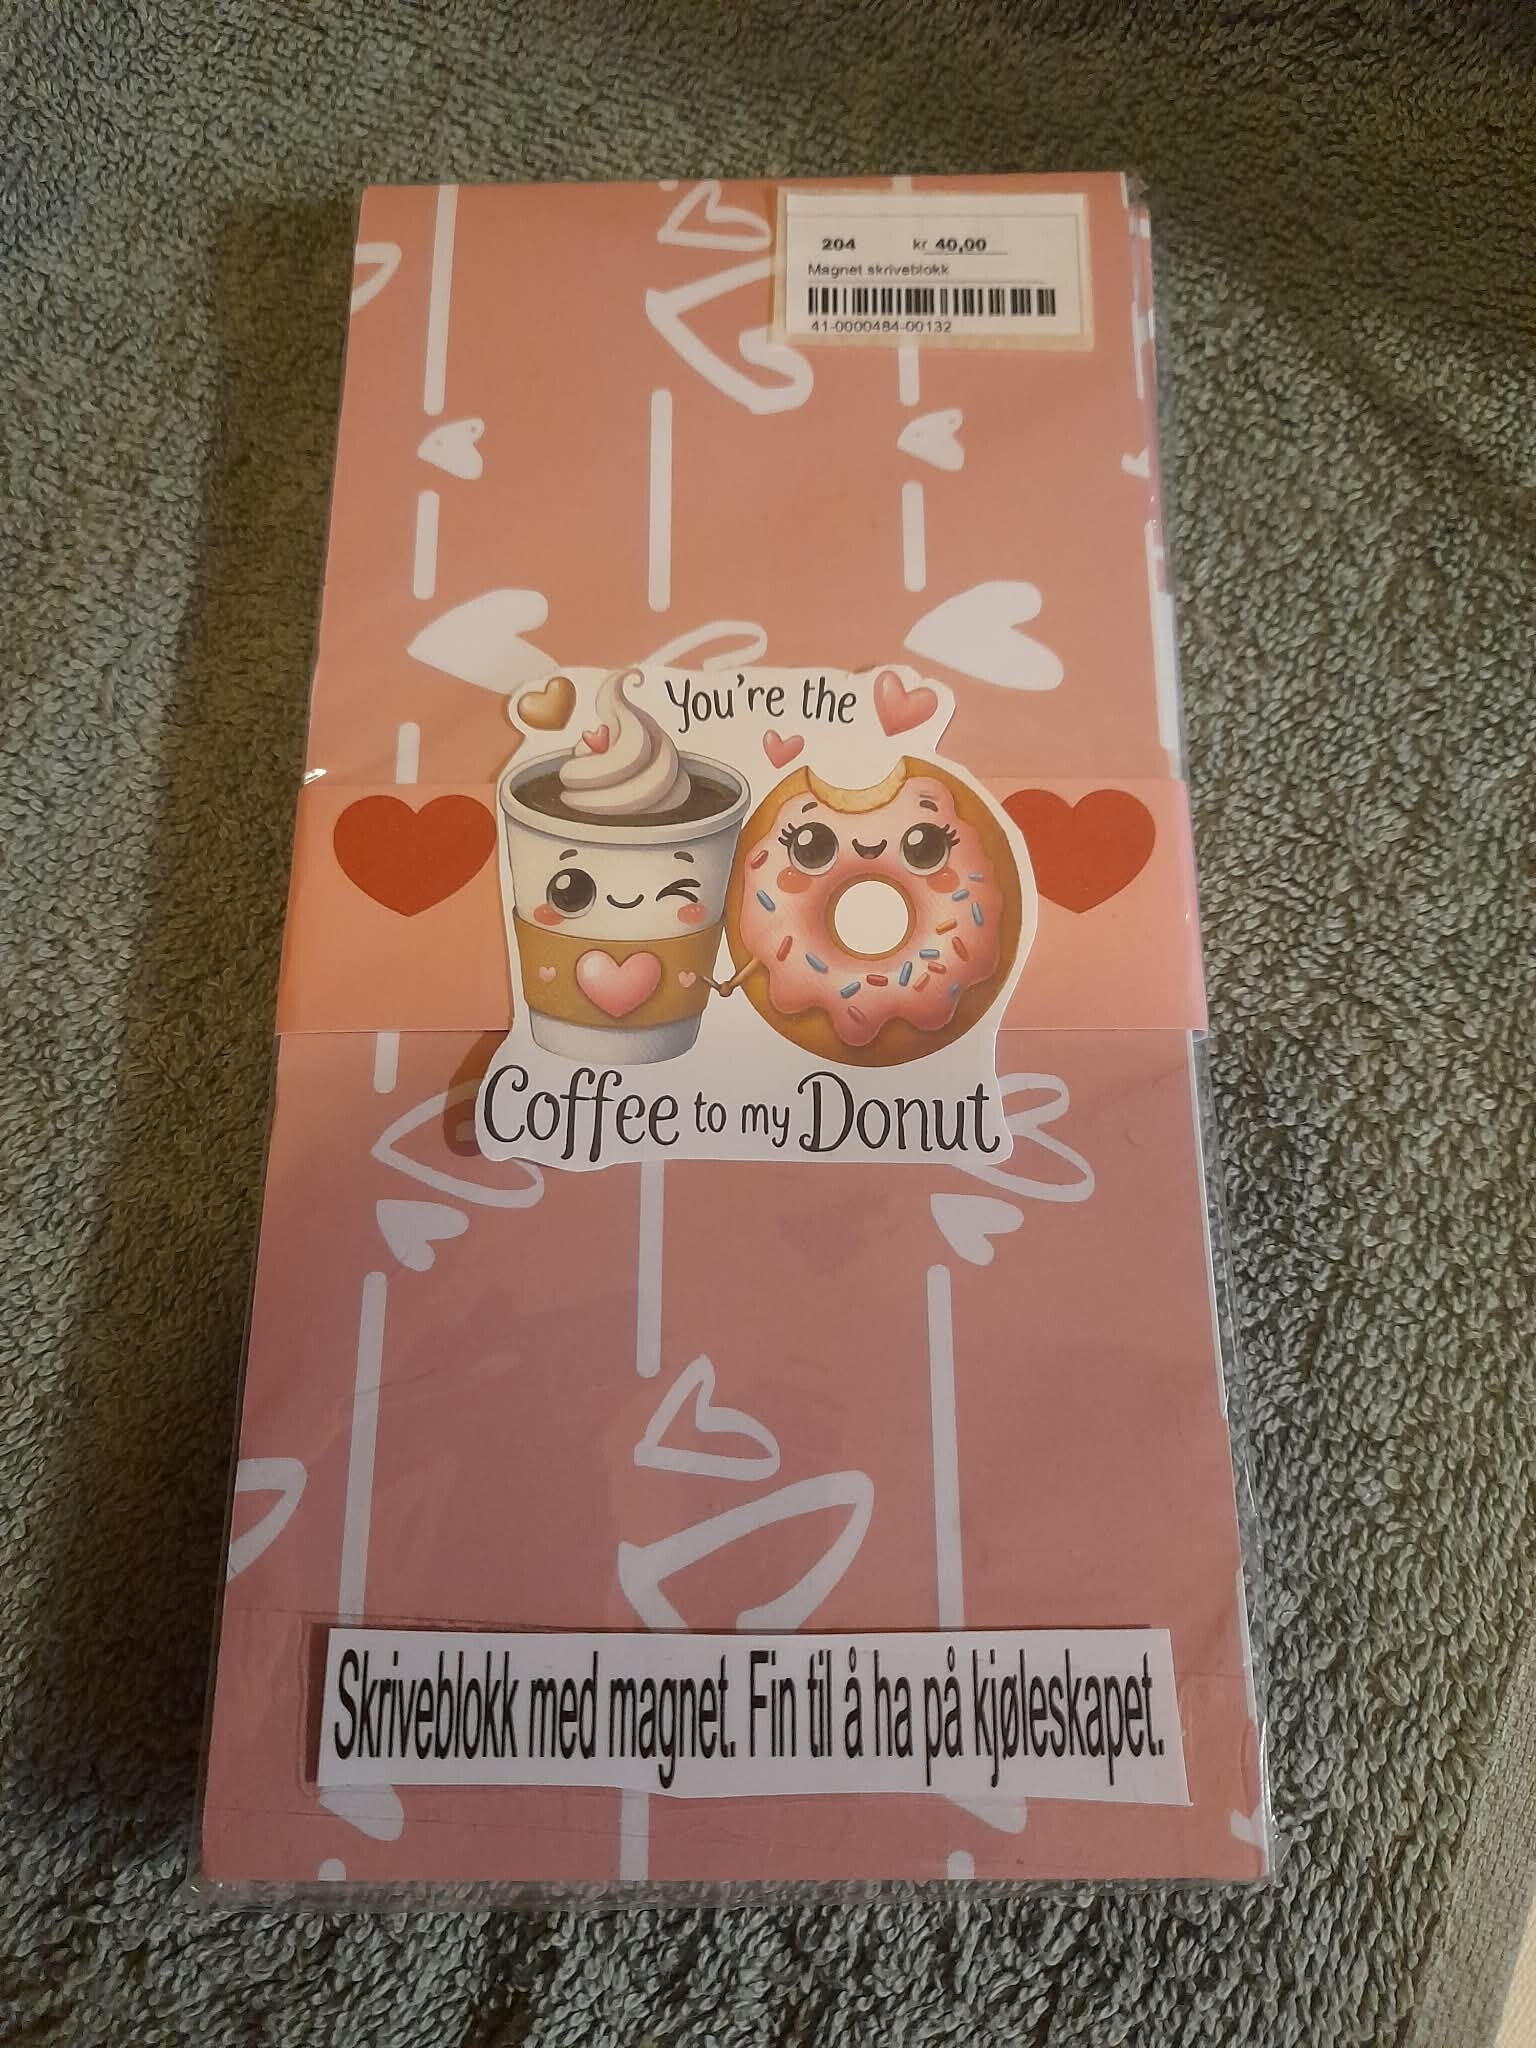 204 kr 40,00
Magnet skriveblokk
41-0000484-00132
You're the
Coffee to my Donut
Skriveblokk med magnet. Fin til å ha på kjøleskapet.